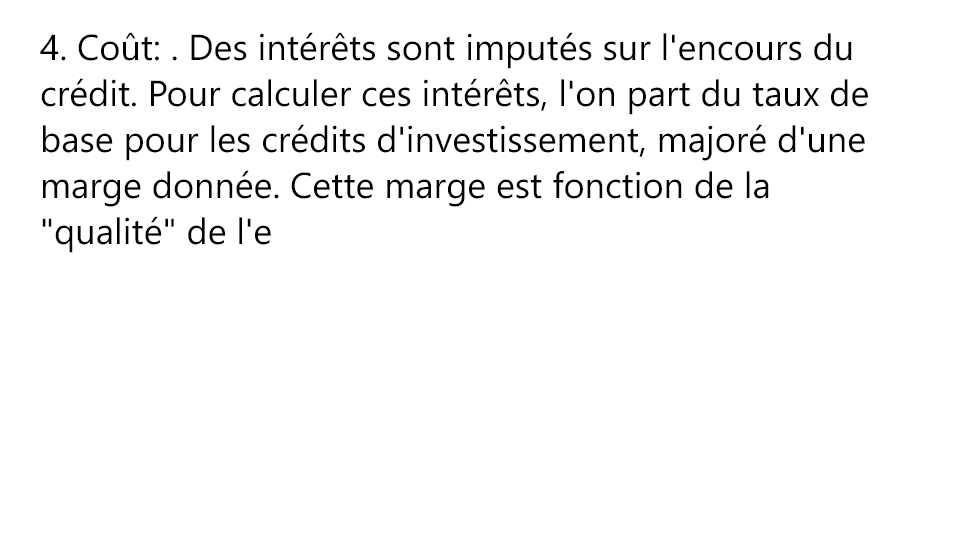 4. Coût: . Des intérêts sont imputés sur l'encours du
crédit. Pour calculer ces intérêts, l'on part du taux de
base pour les crédits d'investissement, majoré d'une
marge donnée. Cette marge est fonction de la
"qualité" de l'e